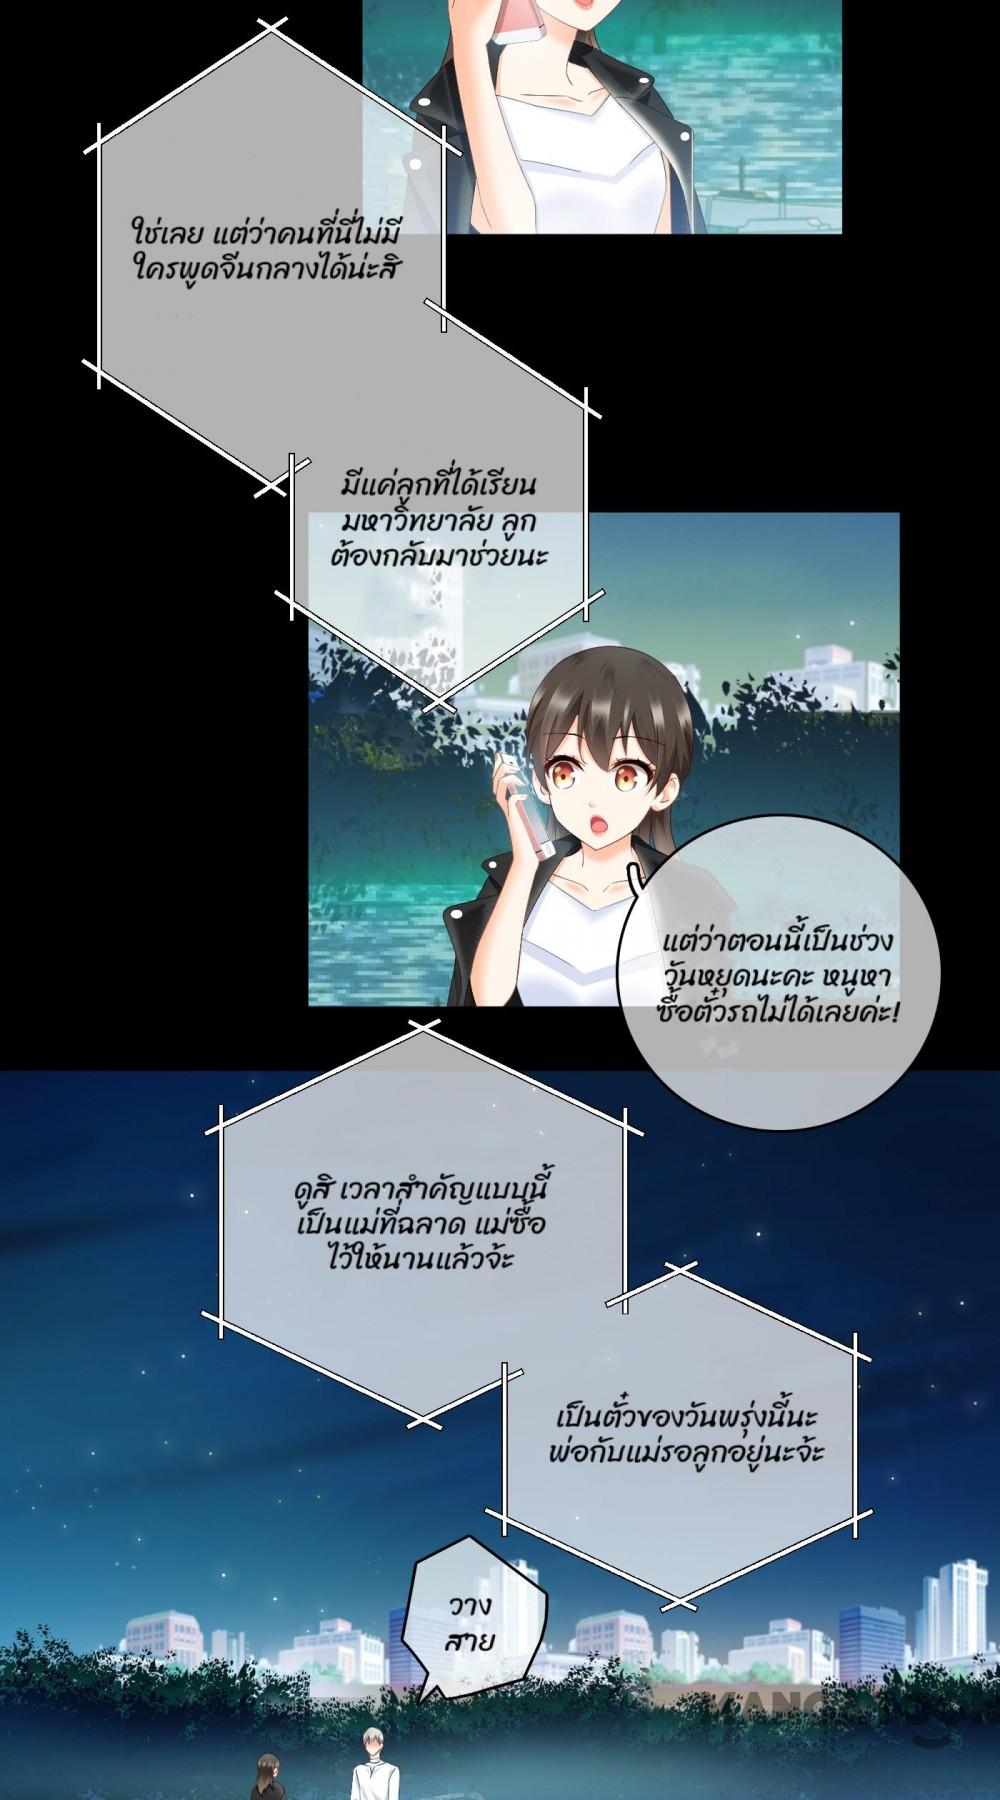 ใช่เลย แต่ว่าคนที่นี่ไม่มี
ใครพูดจีนกลางได้น่ะสิ
มีแค่ลูกที่ได้เรียน
มหาวิทยาลัย ลูก
ต้องกลับมาช่วยนะ
แต่ว่าตอนนี้เป็นช่วง
วันหยุดนะคะ หนูหา
ซื้อตั๋วรถไม่ได้เลยค่ะ!
ดูสิ เวลาสำคัญแบบนี้
เป็นแม่ที่ฉลาด แม่ซื้อ
ไว้ให้นานแล้วจ้ะ
เป็นตั๋วของวันพรุ่งนี้นะ
พ่อกับแม่รอลูกอยู่นะจ้ะ
วาง
สาย